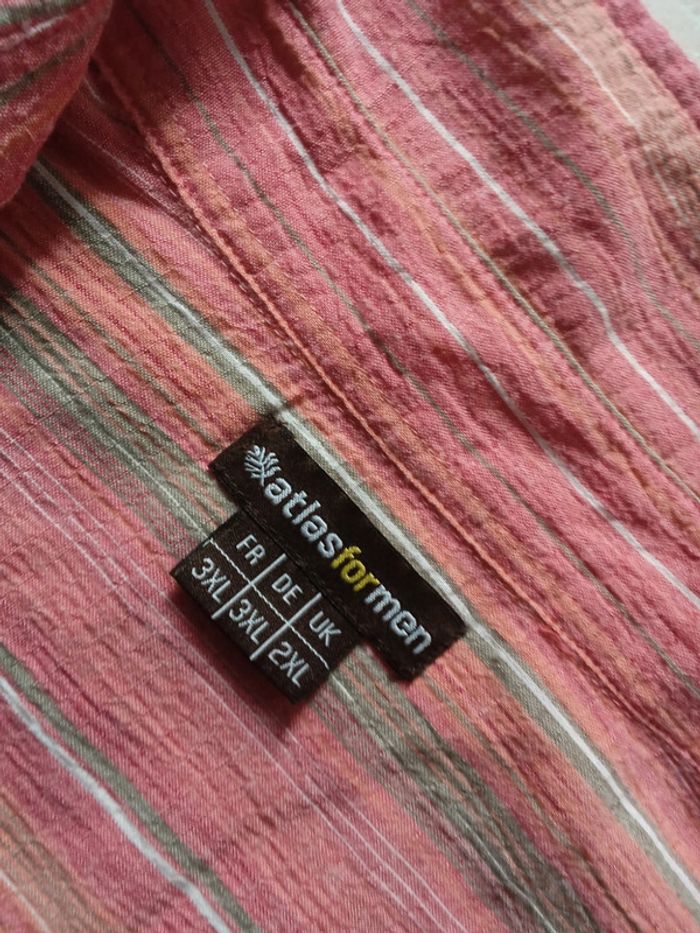 atlasformen
FR DE UK
3XL 3XL 2XL